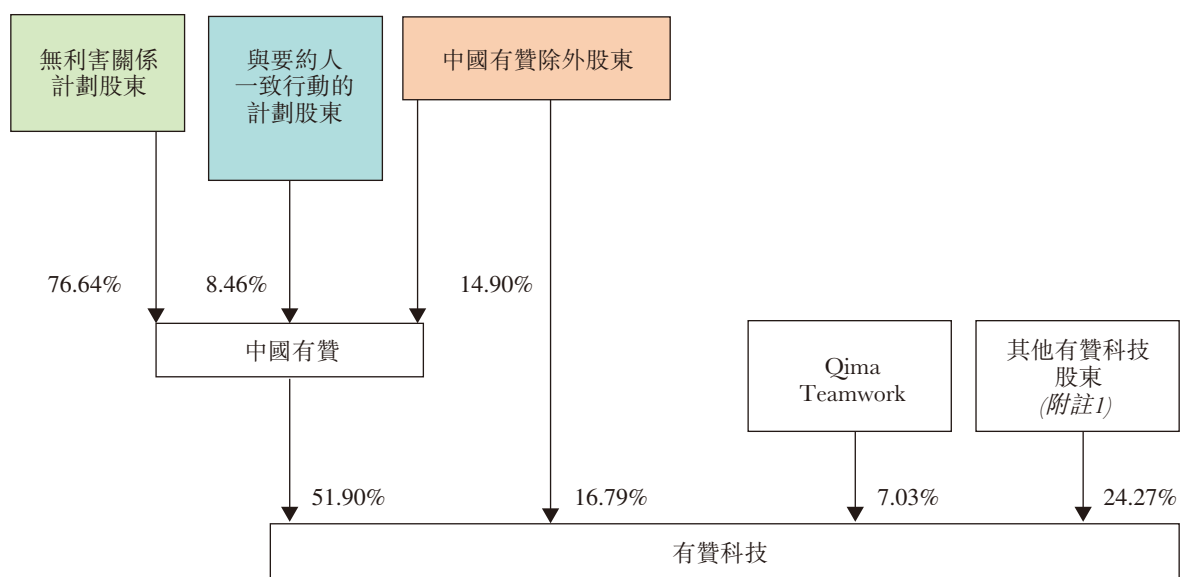 無利害關係
計劃股東
與要約人
一致行動的
計劃股東
中國有贊除外股東
76.64%
8.46%
14.90%
中國有贊
Qima
Teamwork
其他有贊科技
股東
(附註1)
51.90%
16.79%
7.03%
24.27%
有贊科技